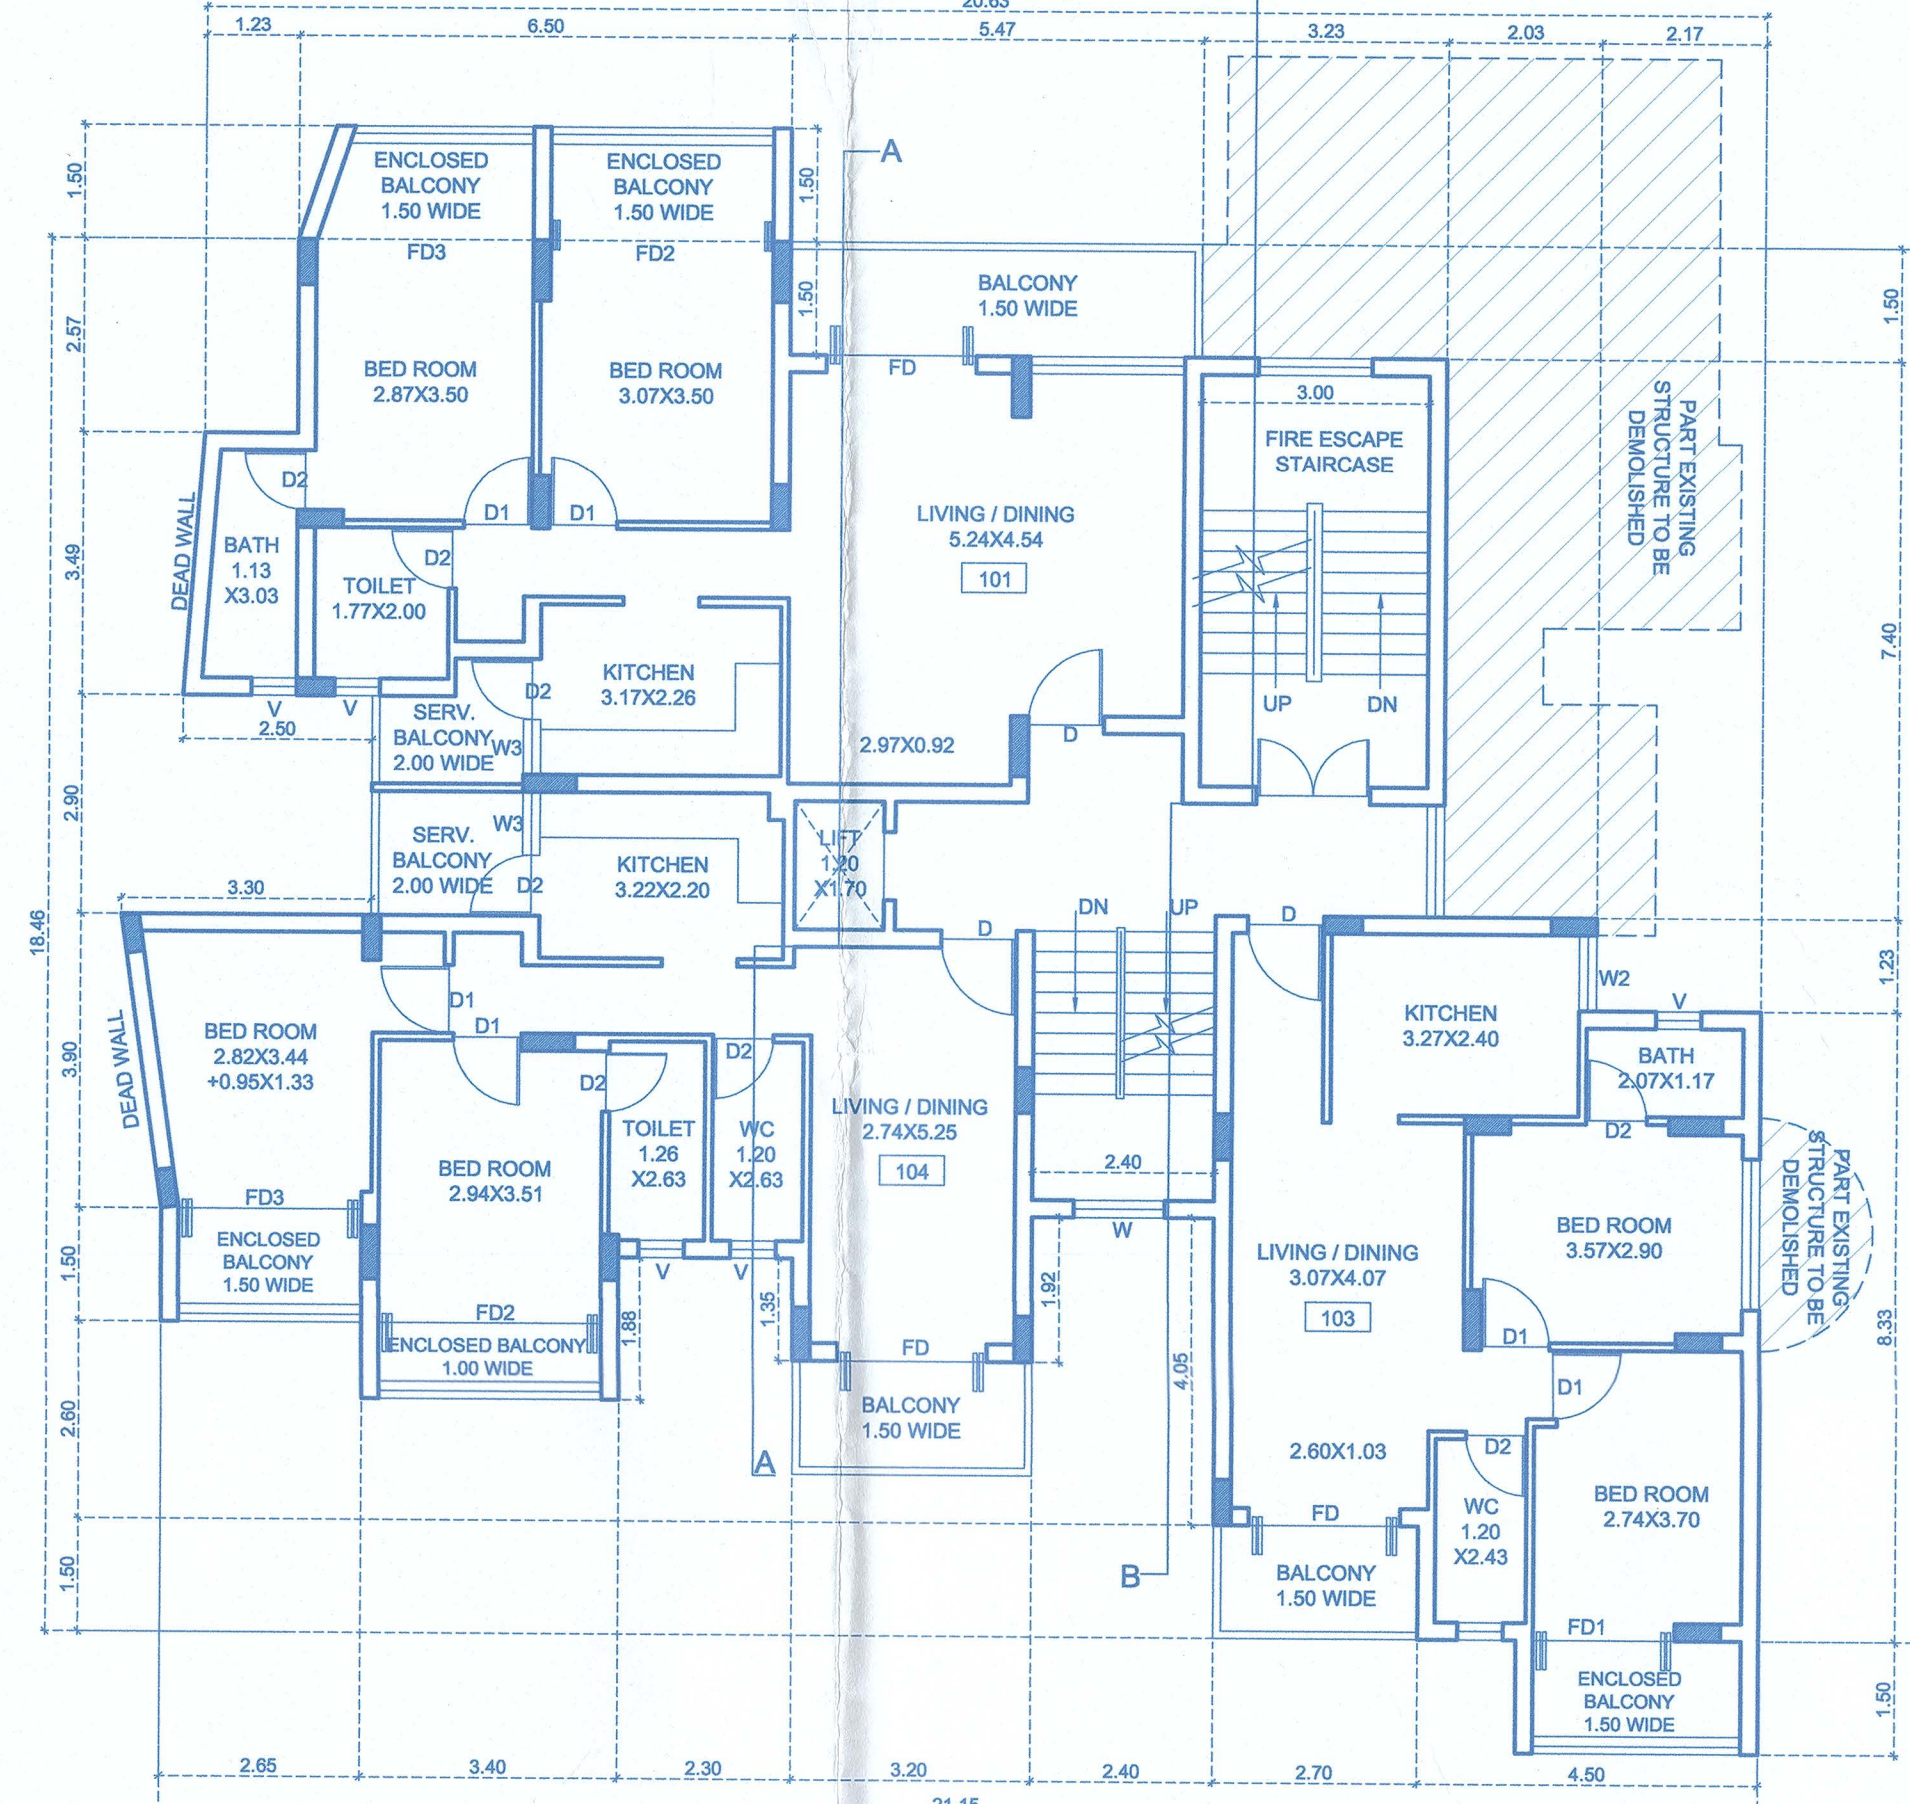 20.63
1.23
6.50
5.47
3.23
2.03
2.17
1.50
2.57
3.49
2.90
18.46
3.90
1.50
2.60
1.50
ENCLOSED
BALCONY
1.50 WIDE
ENCLOSED
BALCONY
1.50 WIDE
1.50
A
FD3
FD2
1.50
BALCONY
1.50 WIDE
FD
BED ROOM
2.87X3.50
BED ROOM
3.07X3.50
3.00
FIRE ESCAPE
STAIRCASE
PART EXISTING
STRUCTURE TO BE
DEMOLISHED
1.50
7.40
1.23
8.33
1.50
D2
D1
D1
DEAD WALL
BATH
1.13
X3.03
D2
TOILET
1.77X2.00
LIVING / DINING
5.24X4.54
101
UP
DN
KITCHEN
3.17X2.26
D2
V
V
2.50
SERV.
BALCONY
2.00 WIDE
W3
2.97X0.92
D
SERV.
BALCONY
2.00 WIDE
W3
D2
KITCHEN
3.22X2.20
LIFT
1.20
X1.70
3.30
DN
UP
D
D
DEAD WALL
BED ROOM
2.82X3.44
+0.95X1.33
D1
D1
D2
D2
KITCHEN
3.27X2.40
W2
V
BATH
2.07X1.17
D2
LIVING / DINING
2.74X5.25
104
TOILET
1.26
X2.63
WC
1.20
X2.63
BED ROOM
2.94X3.51
2.40
W
PART EXISTING
STRUCTURE TO BE
DEMOLISHED
BED ROOM
3.57X2.90
LIVING / DINING
3.07X4.07
103
FD3
ENCLOSED
BALCONY
1.50 WIDE
V
V
1.88
1.35
1.92
FD2
ENCLOSED BALCONY
1.00 WIDE
FD
D1
D1
4.05
BALCONY
1.50 WIDE
A
2.60X1.03
D2
WC
1.20
X2.43
BED ROOM
2.74X3.70
FD
B
BALCONY
1.50 WIDE
FD1
ENCLOSED
BALCONY
1.50 WIDE
2.65
3.40
2.30
3.20
2.40
2.70
4.50
21.15